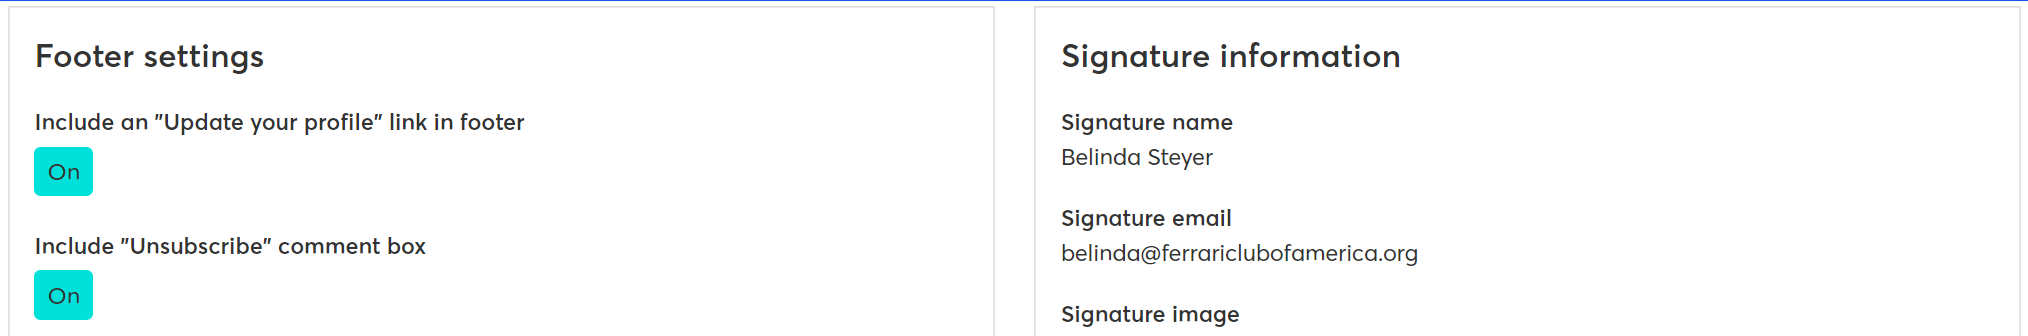 Footer settings
Include an "Update your profile" link in footer
On
Include "Unsubscribe" comment box
On
Signature information
Signature name
Belinda Steyer
Signature email
belinda@ferrariclubofamerica.org
Signature image